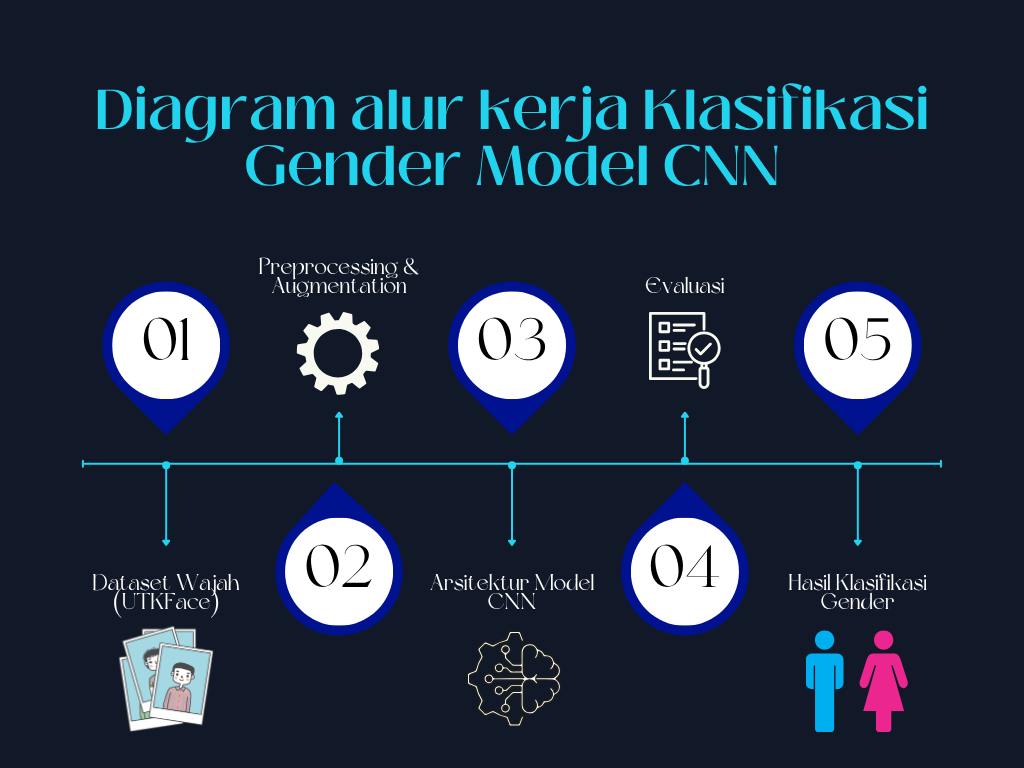 Diagram alur kerja Klasifikasi
Gender Model CNN
01
Dataset Wajah
(UTKFace)
Preprocessing &
Augmentation
02
03
Arsitektur Model
CNN
Evaluasi
04
05
Hasil Klasifikasi
Gender